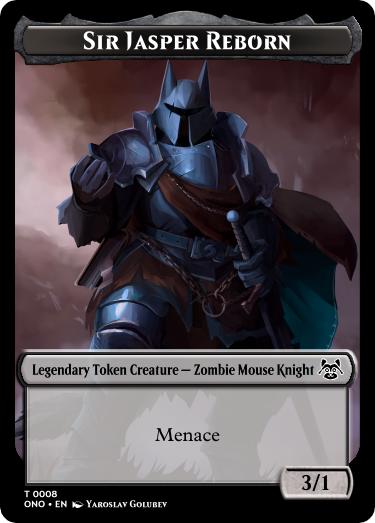 Sir Jasper Reborn
Legendary Token Creature — Zombie Mouse Knight
Menace
3/1
T 0008
ONO • EN Yaroslav Golubev